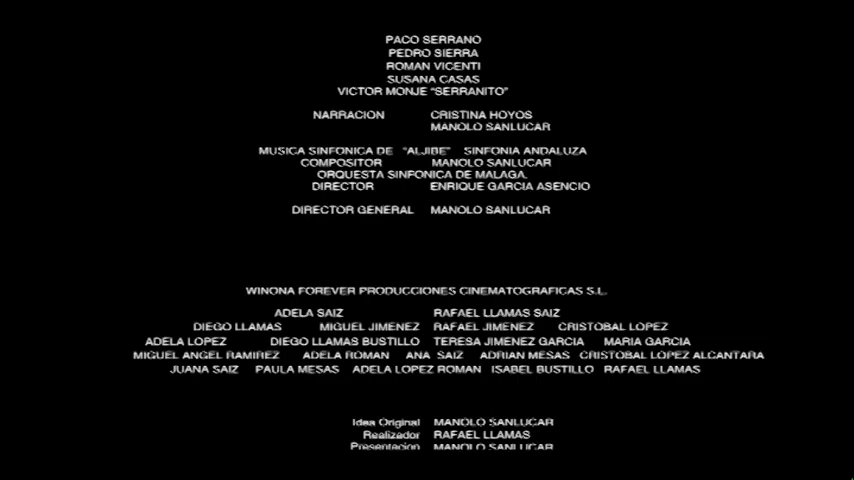 PACO SERRANO
PEDRO SIERRA
ROMAN VICENTI
SUSANA CASAS
VICTOR MONJE "SERRANITO"
NARRACION CRISTINA HOYOS
MANOLO SANLUCAR
MUSICA SINFONICA DE "ALJIBE" SINFONIA ANDALUZA
COMPOSITOR MANOLO SANLUCAR
ORQUESTA SINFONICA DE MALAGA.
DIRECTOR ENRIQUE GARCIA ASENCIO
DIRECTOR GENERAL MANOLO SANLUCAR
WINONA FOREVER PRODUCCIONES CINEMATOGRAFICAS S.L.
ADELA SAIZ RAFAEL LLAMAS SAIZ
DIEGO LLAMAS MIGUEL JIMENEZ RAFAEL JIMENEZ CRISTOBAL LOPEZ
ADELA LOPEZ DIEGO LLAMAS BUSTILLO TERESA JIMENEZ GARCIA MARIA GARCIA
MIGUEL ANGEL RAMIREZ ADELA ROMAN ANA SAIZ ADRIAN MESAS CRISTOBAL LOPEZ ALCANTARA
JUANA SAIZ PAULA MESAS ADELA LOPEZ ROMAN ISABEL BUSTILLO RAFAEL LLAMAS
Idea Original MANOLO SANLUCAR
Realizador RAFAEL LLAMAS
Presentacion MANOLO SANLUCAR